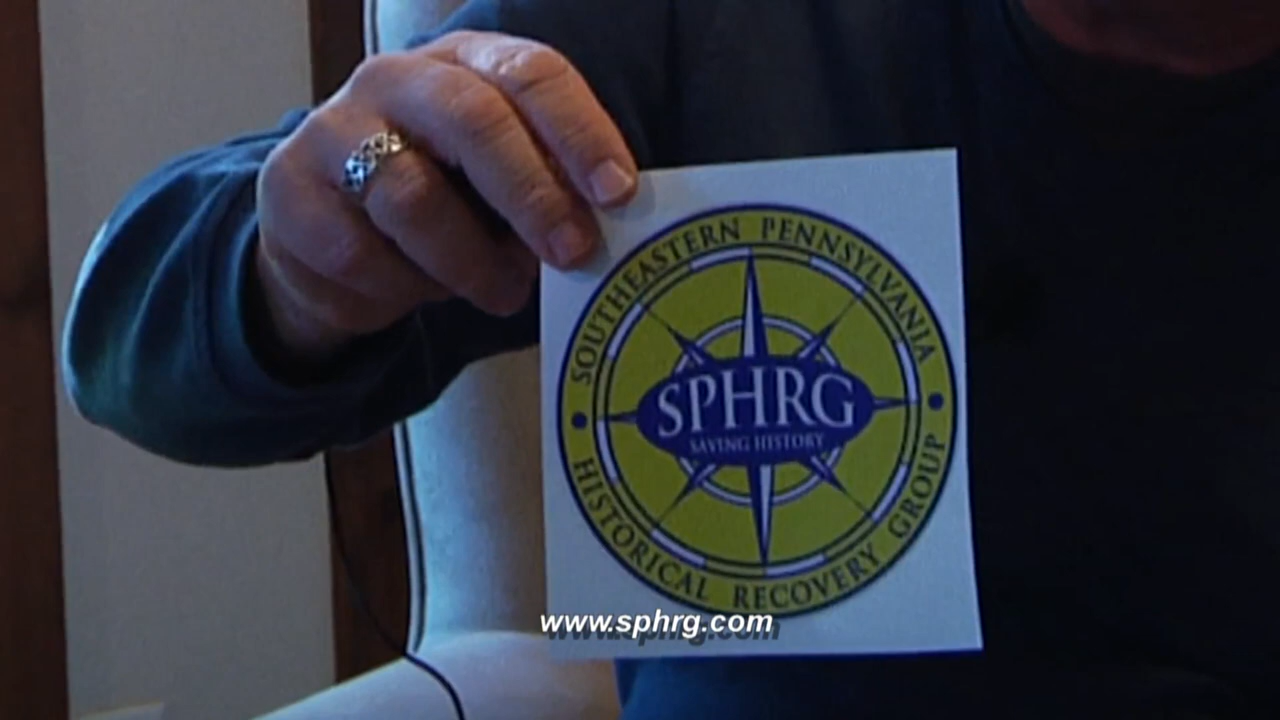 SOUTHEASTERN PENNSYLVANIA
SPHRG
SAVING HISTORY
HISTORICAL RECOVERY GROUP
www.sphrg.com